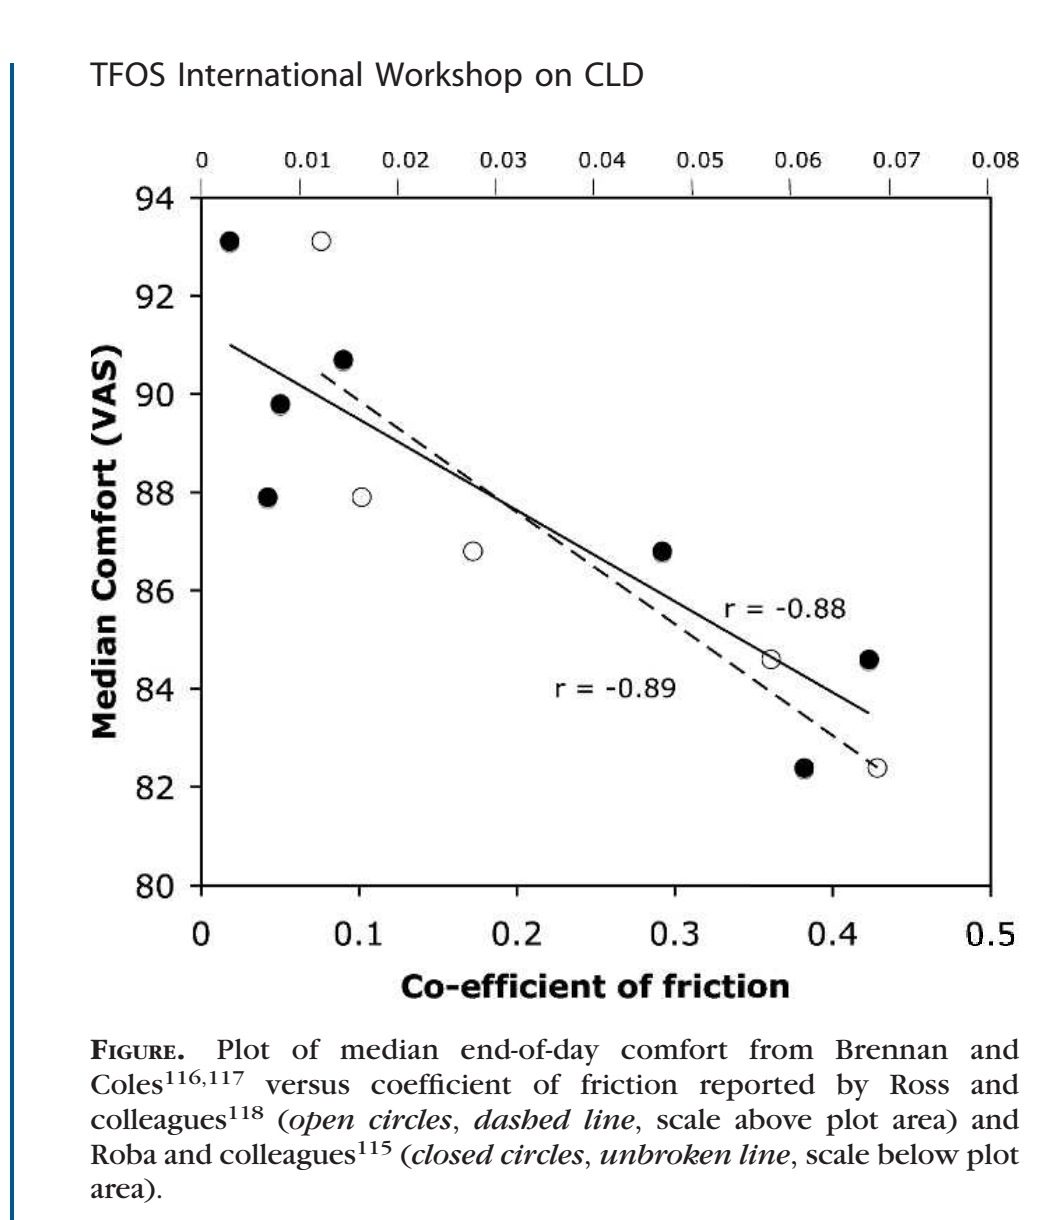 TFOS International Workshop on CLD
0 0.01 0.02 0.03 0.04 0.05 0.06 0.07 0.08
94
92
90
88
86
84
82
80
Median Comfort (VAS)
r = -0.88
r = -0.89
0 0.1 0.2 0.3 0.4 0.5
Co-efficient of friction
FIGURE. Plot of median end-of-day comfort from Brennan and
Coles116,117 versus coefficient of friction reported by Ross and
colleagues118 (open circles, dashed line, scale above plot area) and
Roba and colleagues115 (closed circles, unbroken line, scale below plot
area).